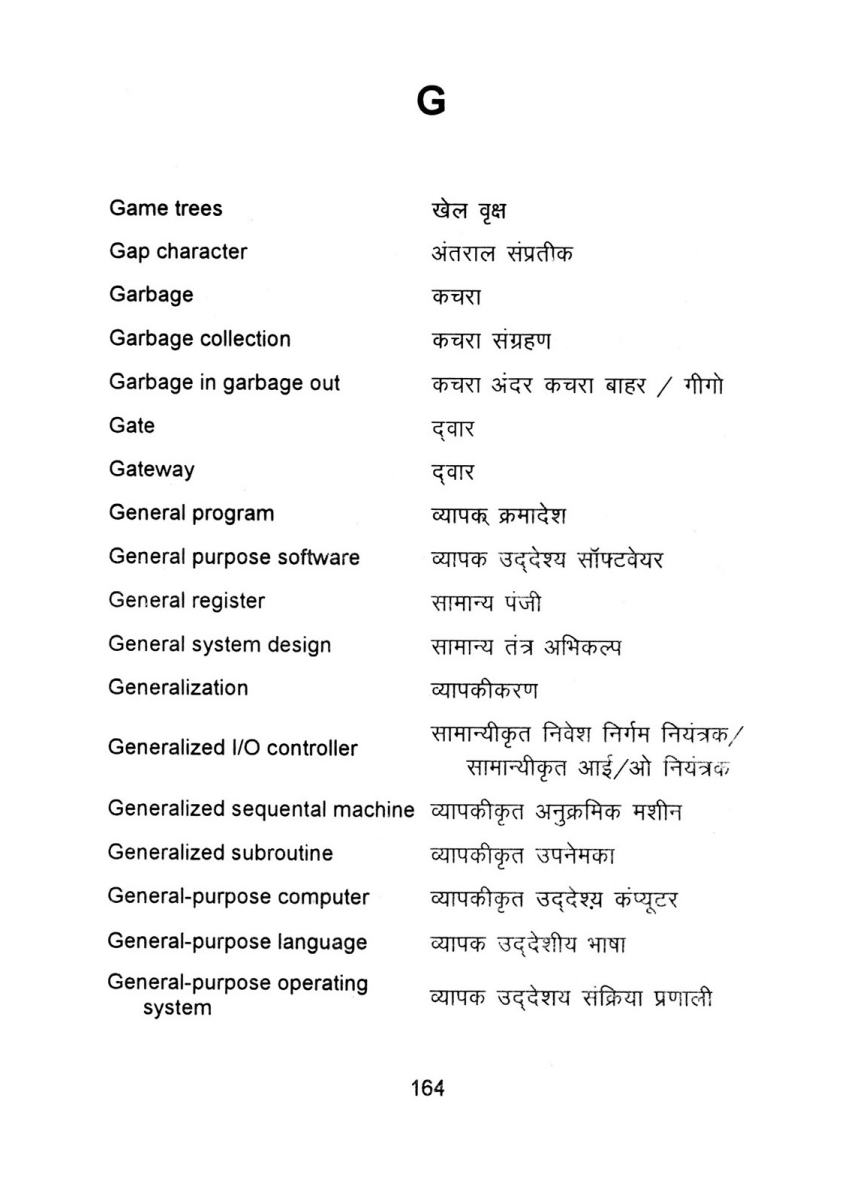 G
Game trees खेल वृक्ष
Gap character अंतराल संप्रतीक
Garbage कचरा
Garbage collection कचरा संग्रहण
Garbage in garbage out कचरा अंदर कचरा बाहर / गीगो
Gate द्वार
Gateway द्वार
General program व्यापक् क्रमादेश
General purpose software व्यापक उद्देश्य सॉफ्टवेयर
General register सामान्य पंजी
General system design सामान्य तंत्र अभिकल्प
Generalization व्यापकीकरण
Generalized I/O controller सामान्यीकृत निवेश निर्गम नियंत्रक/
सामान्यीकृत आई/ओ नियंत्रक
Generalized sequental machine व्यापकीकृत अनुक्रमिक मशीन
Generalized subroutine व्यापकीकृत उपनेमका
General-purpose computer व्यापकीकृत उद्देश्य कंप्यूटर
General-purpose language व्यापक उद्देशीय भाषा
General-purpose operating
system व्यापक उद्देशय संक्रिया प्रणाली
164